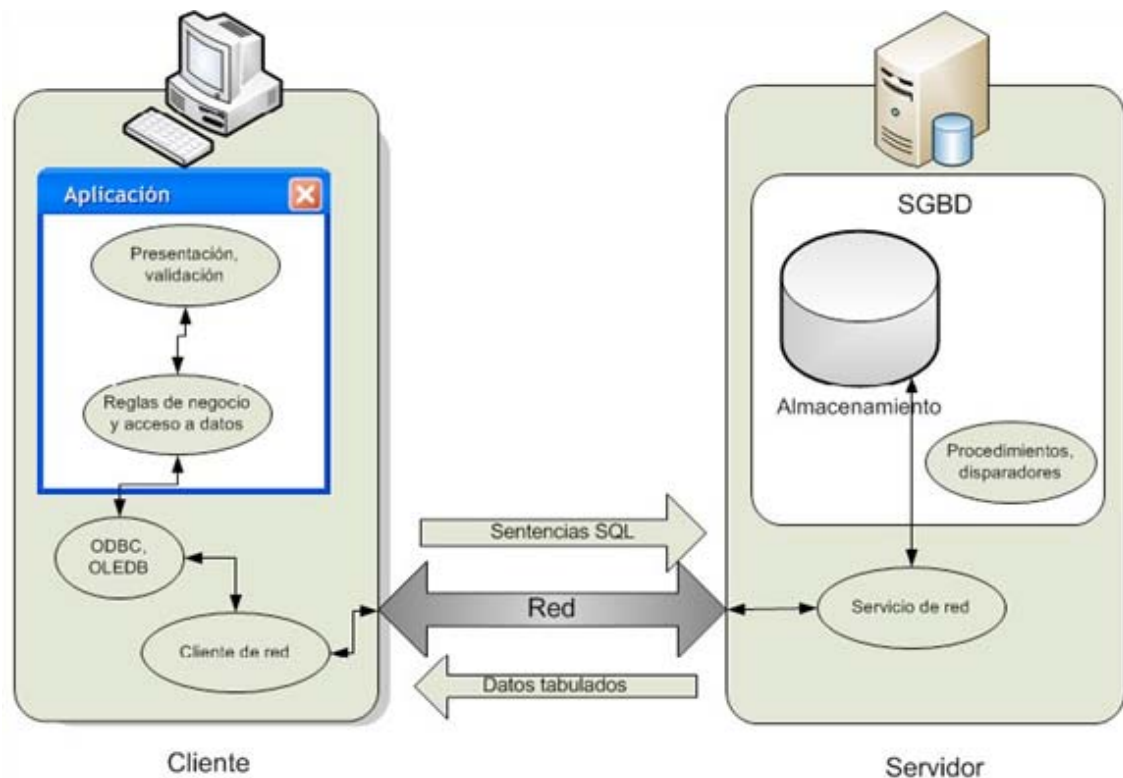 Aplicación
Presentación,
validación
Reglas de negocio
y acceso a datos
ODBC,
OLEDB
Cliente de red
Cliente
Sentencias SQL
Red
Datos tabulados
SGBD
Almacenamiento
Procedimientos,
disparadores
Servicio de red
Servidor